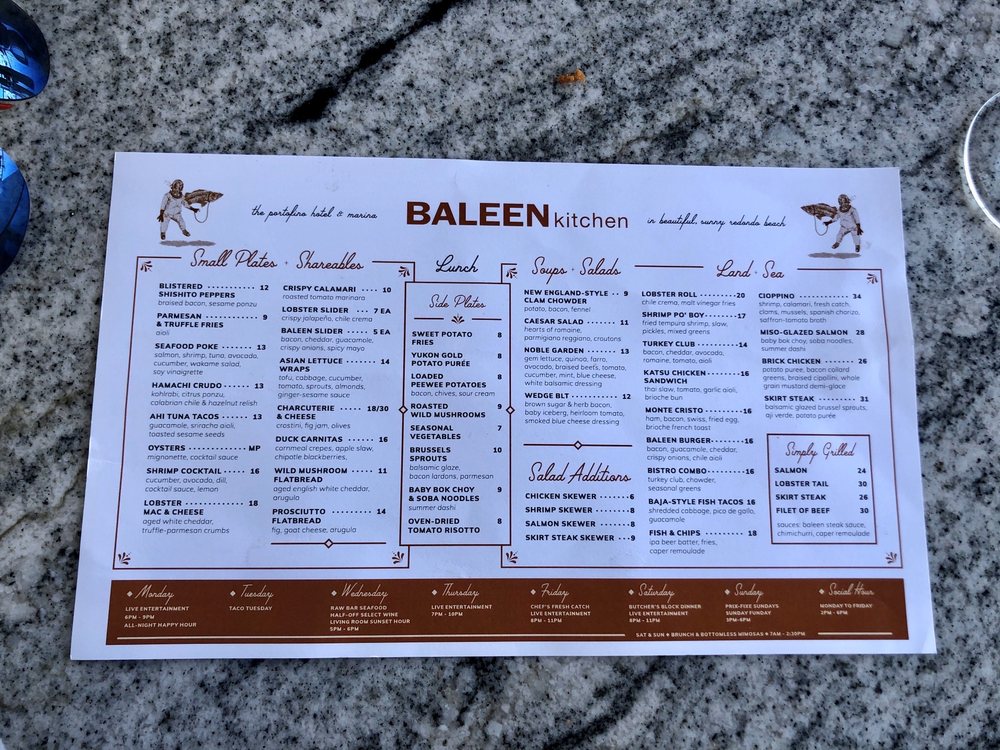 the portofino hotel & marina
BALEEN kitchen
in beautiful, sunny redondo beach
Small Plates + Shareables
BLISTERED ············ 12
SHISHITO PEPPERS
braised bacon, sesame ponzu
PARMESAN ············ 9
& TRUFFLE FRIES
aioli
SEAFOOD POKE ······· 13
salmon, shrimp, tuna, avocado,
cucumber, wakame salad,
soy vinaigrette
HAMACHI CRUDO ······· 13
kohlrabi, citrus ponzu,
calabrian chile & hazelnut relish
AHI TUNA TACOS ······ 13
guacamole, sriracha aioli,
toasted sesame seeds
OYSTERS ·············· MP
mignonette, cocktail sauce
SHRIMP COCKTAIL ···· 16
cucumber, avocado, dill,
cocktail sauce, lemon
LOBSTER ············ 18
MAC & CHEESE
aged white cheddar,
truffle-parmesan crumbs
CRISPY CALAMARI ···· 10
roasted tomato marinara
LOBSTER SLIDER ··· 7 EA
crispy jalapeño, chile crema
BALEEN SLIDER ····· 5 EA
bacon, cheddar, guacamole,
crispy onions, spicy mayo
ASIAN LETTUCE ······ 14
WRAPS
tofu, cabbage, cucumber,
tomato, sprouts, almonds,
ginger-sesame sauce
CHARCUTERIE ····· 18/30
& CHEESE
crostini, fig jam, olives
DUCK CARNITAS ······ 16
cornmeal crepes, apple slaw,
chipotle blackberries,
WILD MUSHROOM ···· 11
FLATBREAD
aged english white cheddar,
arugula
PROSCIUTTO ········· 14
FLATBREAD
fig, goat cheese, arugula
Lunch
Side Plates
SWEET POTATO 8
FRIES
YUKON GOLD 8
POTATO PURÉE
LOADED 8
PEEWEE POTATOES
bacon, chives, sour cream
ROASTED 9
WILD MUSHROOMS
SEASONAL 7
VEGETABLES
BRUSSELS 10
SPROUTS
balsamic glaze,
bacon lardons, parmesan
BABY BOK CHOY 9
& SOBA NOODLES
summer dashi
OVEN-DRIED 8
TOMATO RISOTTO
Soups + Salads
NEW ENGLAND-STYLE ·· 9
CLAM CHOWDER
potato, bacon, fennel
CAESAR SALAD ······· 11
hearts of romaine,
parmigiano reggiano, croutons
NOBLE GARDEN ······· 13
gem lettuce, quinoa, farro,
avocado, braised beets, tomato,
cucumber, mint, blue cheese,
white balsamic dressing
WEDGE BLT ··········· 12
brown sugar & herb bacon,
baby iceberg, heirloom tomato,
smoked blue cheese dressing
Salad Additions
CHICKEN SKEWER ······6
SHRIMP SKEWER ·······8
SALMON SKEWER ·······8
SKIRT STEAK SKEWER ···9
Land + Sea
LOBSTER ROLL ·········20
chile crema, malt vinegar fries
SHRIMP PO' BOY ········17
fried tempura shrimp, slaw,
pickles, mixed greens
TURKEY CLUB ··········14
bacon, cheddar, avocado,
romaine, tomato, aioli
KATSU CHICKEN ·······16
SANDWICH
thai slaw, tomato, garlic aioli,
brioche bun
MONTE CRISTO ········16
ham, bacon, swiss, fried egg,
brioche french toast
BALEEN BURGER ·······16
bacon, guacamole, cheddar,
crispy onions, chile aioli
BISTRO COMBO ········16
turkey club, chowder,
seasonal greens
BAJA-STYLE FISH TACOS 16
shredded cabbage, pico de gallo,
guacamole
FISH & CHIPS ········· 18
ipa beer batter, fries,
caper remoulade
CIOPPINO ············ 34
shrimp, calamari, fresh catch,
clams, mussels, spanish chorizo,
saffron-tomato broth
MISO-GLAZED SALMON 28
baby bok choy, soba noodles,
summer dashi
BRICK CHICKEN ······· 26
potato puree, bacon collard
greens, braised cipollini, whole
grain mustard demi-glace
SKIRT STEAK ········· 31
balsamic glazed brussel sprouts,
aji verde, potato purée
Simply Grilled
SALMON 24
LOBSTER TAIL 30
SKIRT STEAK 26
FILET OF BEEF 30
sauces: baleen steak sauce,
chimichurri, caper remoulade
Monday
LIVE ENTERTAINMENT
6PM - 9PM
ALL-NIGHT HAPPY HOUR
Tuesday
TACO TUESDAY
Wednesday
RAW BAR SEAFOOD
HALF-OFF SELECT WINE
LIVING ROOM SUNSET HOUR
5PM - 6PM
Thursday
LIVE ENTERTAINMENT
7PM - 10PM
Friday
CHEF'S FRESH CATCH
LIVE ENTERTAINMENT
8PM - 11PM
Saturday
BUTCHER'S BLOCK DINNER
LIVE ENTERTAINMENT
8PM - 11PM
Sunday
PRIX-FIXE SUNDAYS
SUNDAY FUNDAY
3PM-6PM
Social Hour
MONDAY TO FRIDAY
2PM - 6PM
SAT & SUN + BRUNCH & BOTTOMLESS MIMOSAS + 7AM - 2:30PM